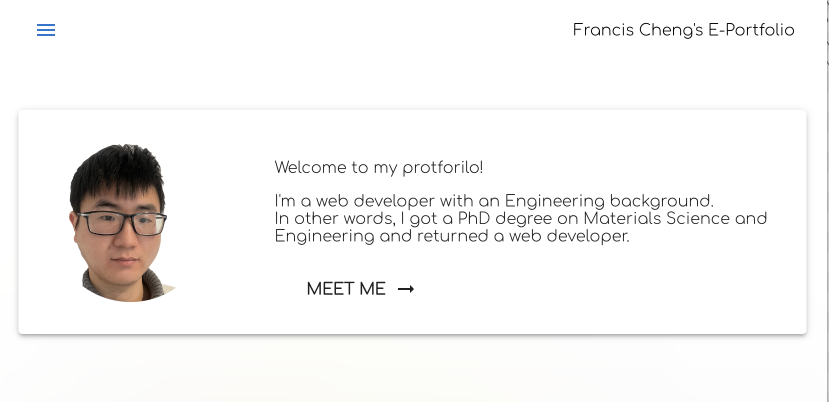 Francis Cheng's E-Portfolio
Welcome to my protforilo!
I'm a web developer with an Engineering background.
In other words, I got a PhD degree on Materials Science and
Engineering and returned a web developer.
MEET ME →